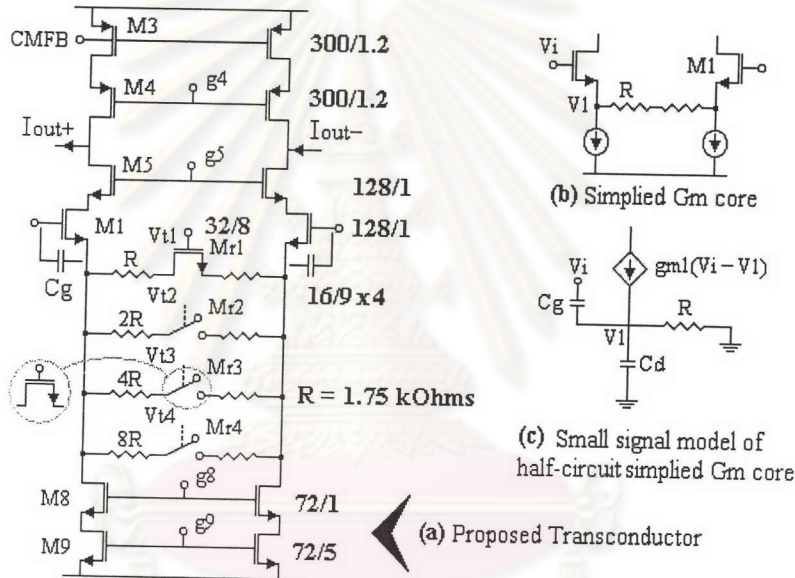 M3
CMFB
300/1.2
M4
g4
300/1.2
Iout+
Iout-
M5
g5
128/1
M1
128/1
Vt1
32/8
Mr1
R
Cg
16/9 x4
Vt2
2R
Mr2
Vt3
4R
Mr3
R = 1.75 kOhms
Vt4
8R
Mr4
g8
M8
72/1
g9
M9
72/5
(a) Proposed Transconductor
Vi
M1
R
V1
(b) Simplied Gm core
gm1(Vi-V1)
Vi
Cg
R
V1
Cd
(c) Small signal model of
half-circuit simplied Gm core